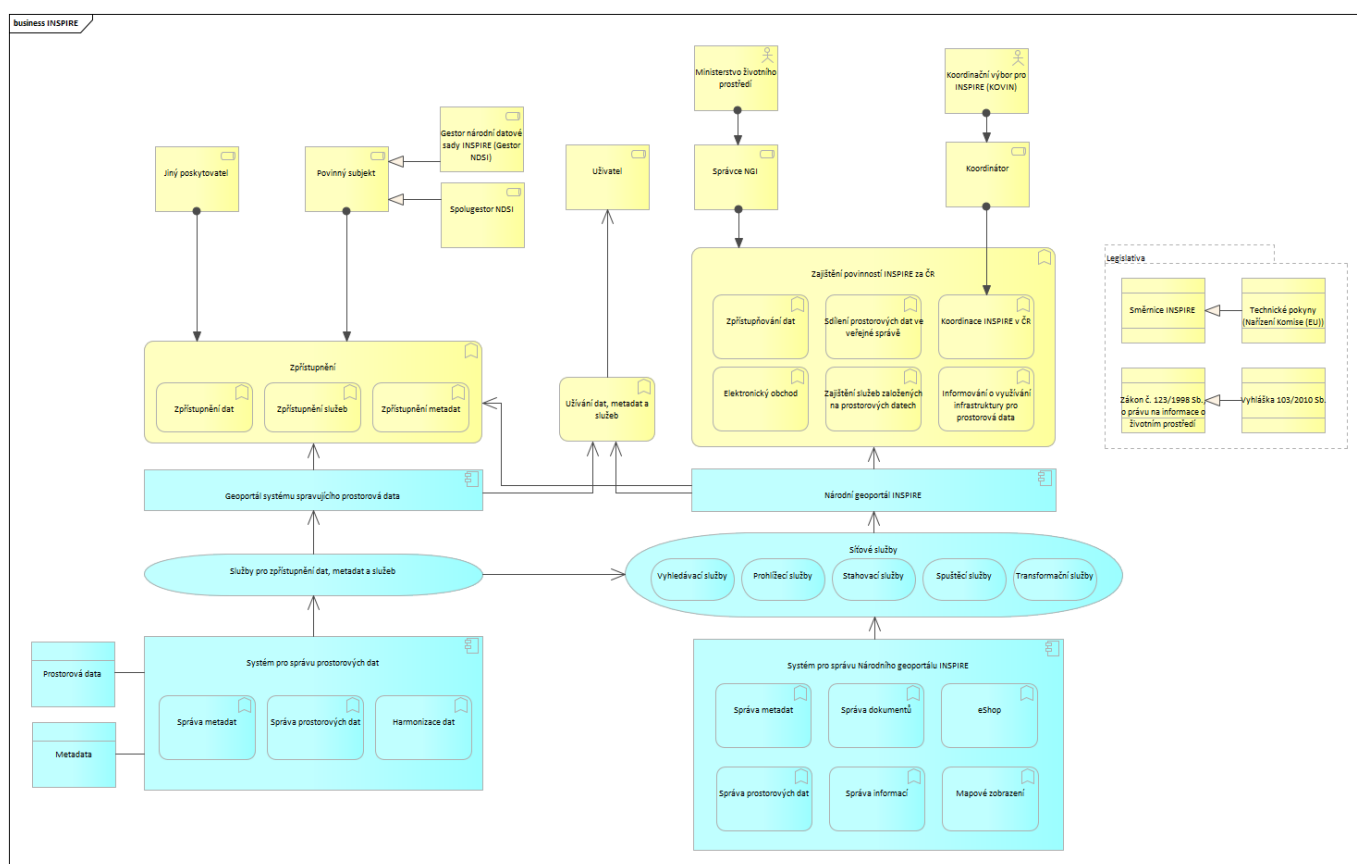 business INSPIRE
Ministerstvo životního
prostředí
Koordinační výbor pro
INSPIRE (KOVIN)
Gestor národní datové
sady INSPIRE (Gestor
NDSI)
Jiný poskytovatel
Povinný subjekt
Uživatel
Správce NGI
Koordinátor
Spolugestor NDSI
Legislativa
Zajištění povinností INSPIRE za ČR
Směrnice INSPIRE
Technické pokyny
(Nařízení Komise (EU))
Zpřístupňování dat
Sdílení prostorových dat ve
veřejné správě
Koordinace INSPIRE v ČR
Zpřístupnění
Elektronický obchod
Zajištění služeb založených
na prostorových datech
Informování o využívání
infrastruktury pro
prostorová data
Zpřístupnění dat
Zpřístupnění služeb
Zpřístupnění metadat
Užívání dat, metadat a
služeb
Zákon č. 123/1998 Sb.
o právu na informace o
životním prostředí
Vyhláška 103/2010 Sb.
Geoportál systému spravujícího prostorová data
Národní geoportál INSPIRE
Síťové služby
Služby pro zpřístupnění dat, metadat a služeb
Vyhledávací služby
Prohlížecí služby
Stahovací služby
Spuštěcí služby
Transformační služby
Systém pro správu prostorových dat
Systém pro správu Národního geoportálu INSPIRE
Prostorová data
Správa metadat
Správa prostorových dat
Harmonizace dat
Metadata
Správa metadat
Správa dokumentů
eShop
Správa prostorových dat
Správa informací
Mapové zobrazení